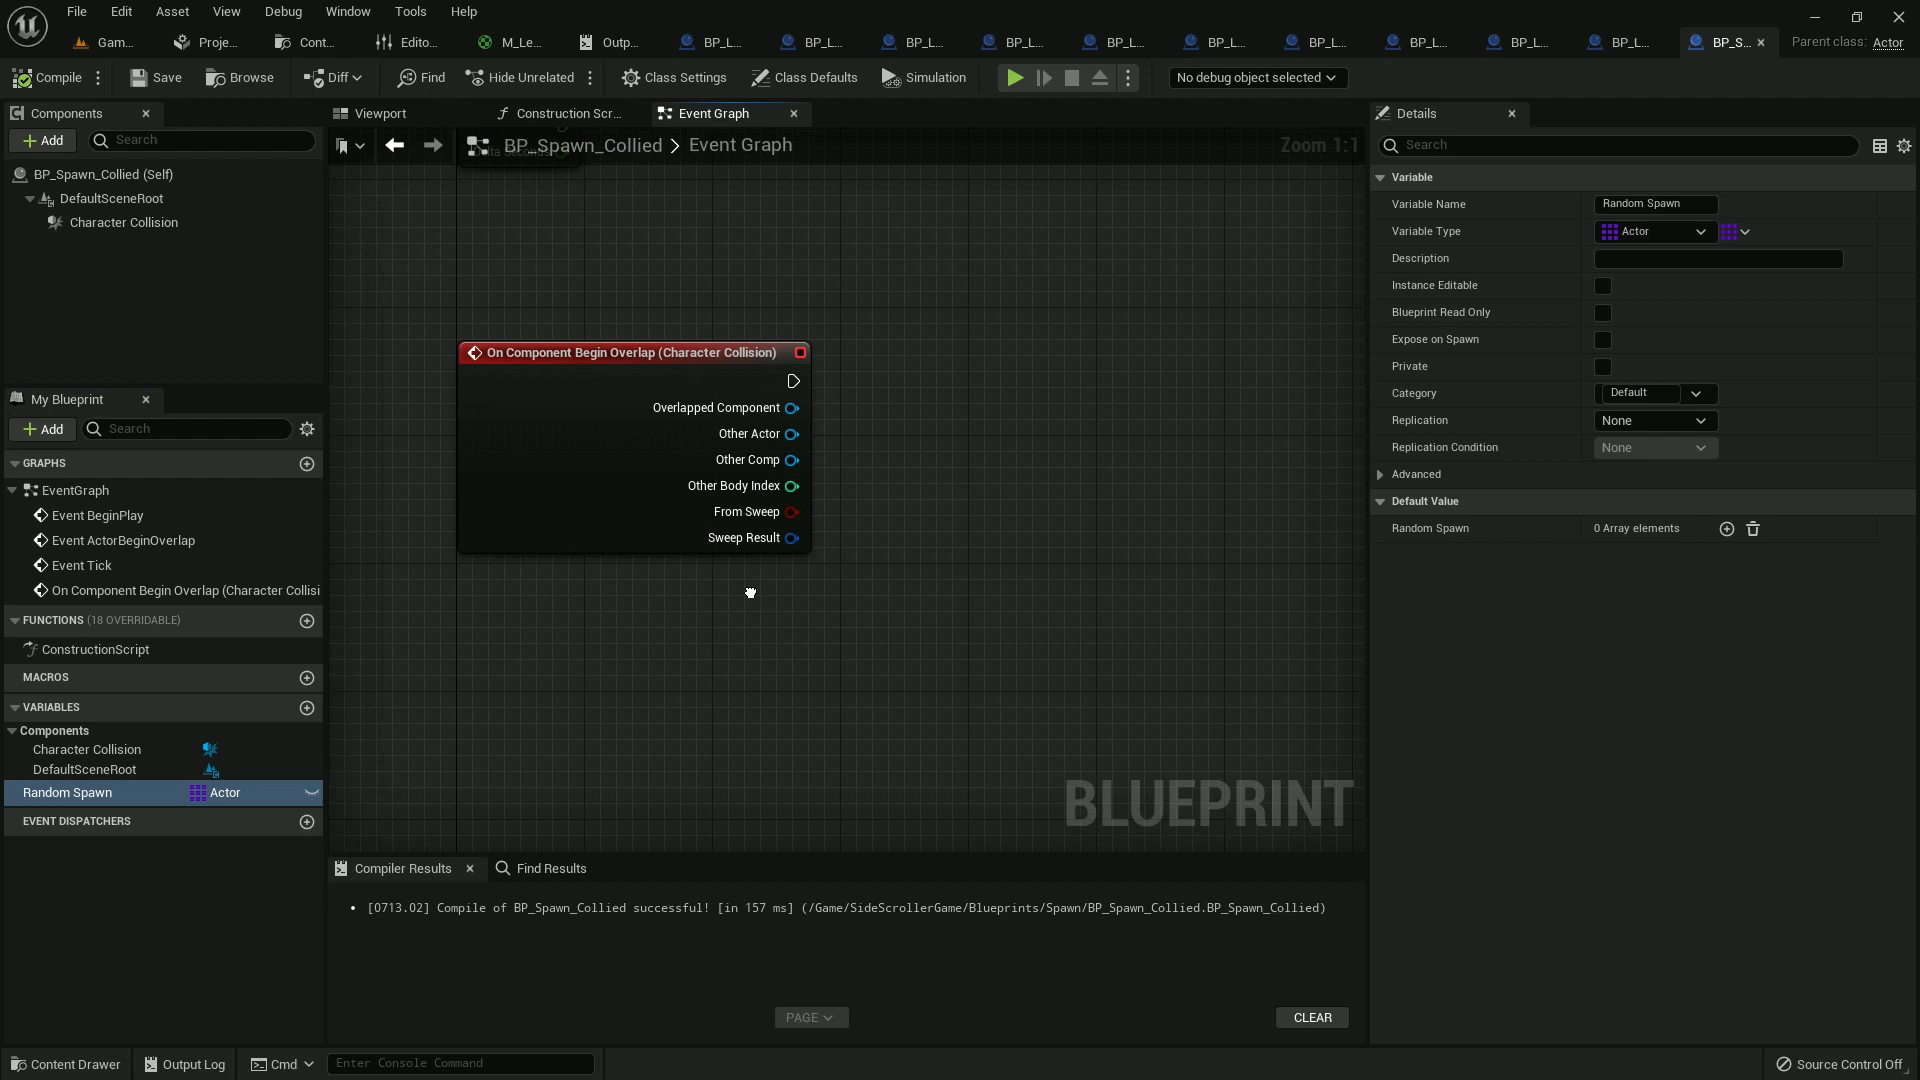 File Edit Asset View Debug Window Tools Help
Gam... Proje... Cont... Edito... M_Le... Outp... BP_L... BP_L... BP_L... BP_L... BP_L... BP_L... BP_L... BP_L... BP_L... BP_L... BP_S... Parent class: Actor
Compile Save Browse Diff Find Hide Unrelated Class Settings Class Defaults Simulation No debug object selected
Components
Add Search
BP_Spawn_Collied (Self)
DefaultSceneRoot
Character Collision
My Blueprint
Add Search
GRAPHS
EventGraph
Event BeginPlay
Event ActorBeginOverlap
Event Tick
On Component Begin Overlap (Character Collisi
FUNCTIONS (18 OVERRIDABLE)
ConstructionScript
MACROS
VARIABLES
Components
Character Collision
DefaultSceneRoot
Random Spawn Actor
EVENT DISPATCHERS
Viewport Construction Scr... Event Graph
BP_Spawn_Collied > Event Graph Zoom 1:1
Delta Seconds
On Component Begin Overlap (Character Collision)
Overlapped Component
Other Actor
Other Comp
Other Body Index
From Sweep
Sweep Result
BLUEPRINT
Compiler Results Find Results
[0713.02] Compile of BP_Spawn_Collied successful! [in 157 ms] (/Game/SideScrollerGame/Blueprints/Spawn/BP_Spawn_Collied.BP_Spawn_Collied)
PAGE CLEAR
Details
Search
Variable
Variable Name Random Spawn
Variable Type Actor
Description
Instance Editable
Blueprint Read Only
Expose on Spawn
Private
Category Default
Replication None
Replication Condition None
Advanced
Default Value
Random Spawn 0 Array elements
Content Drawer Output Log Cmd Enter Console Command Source Control Off